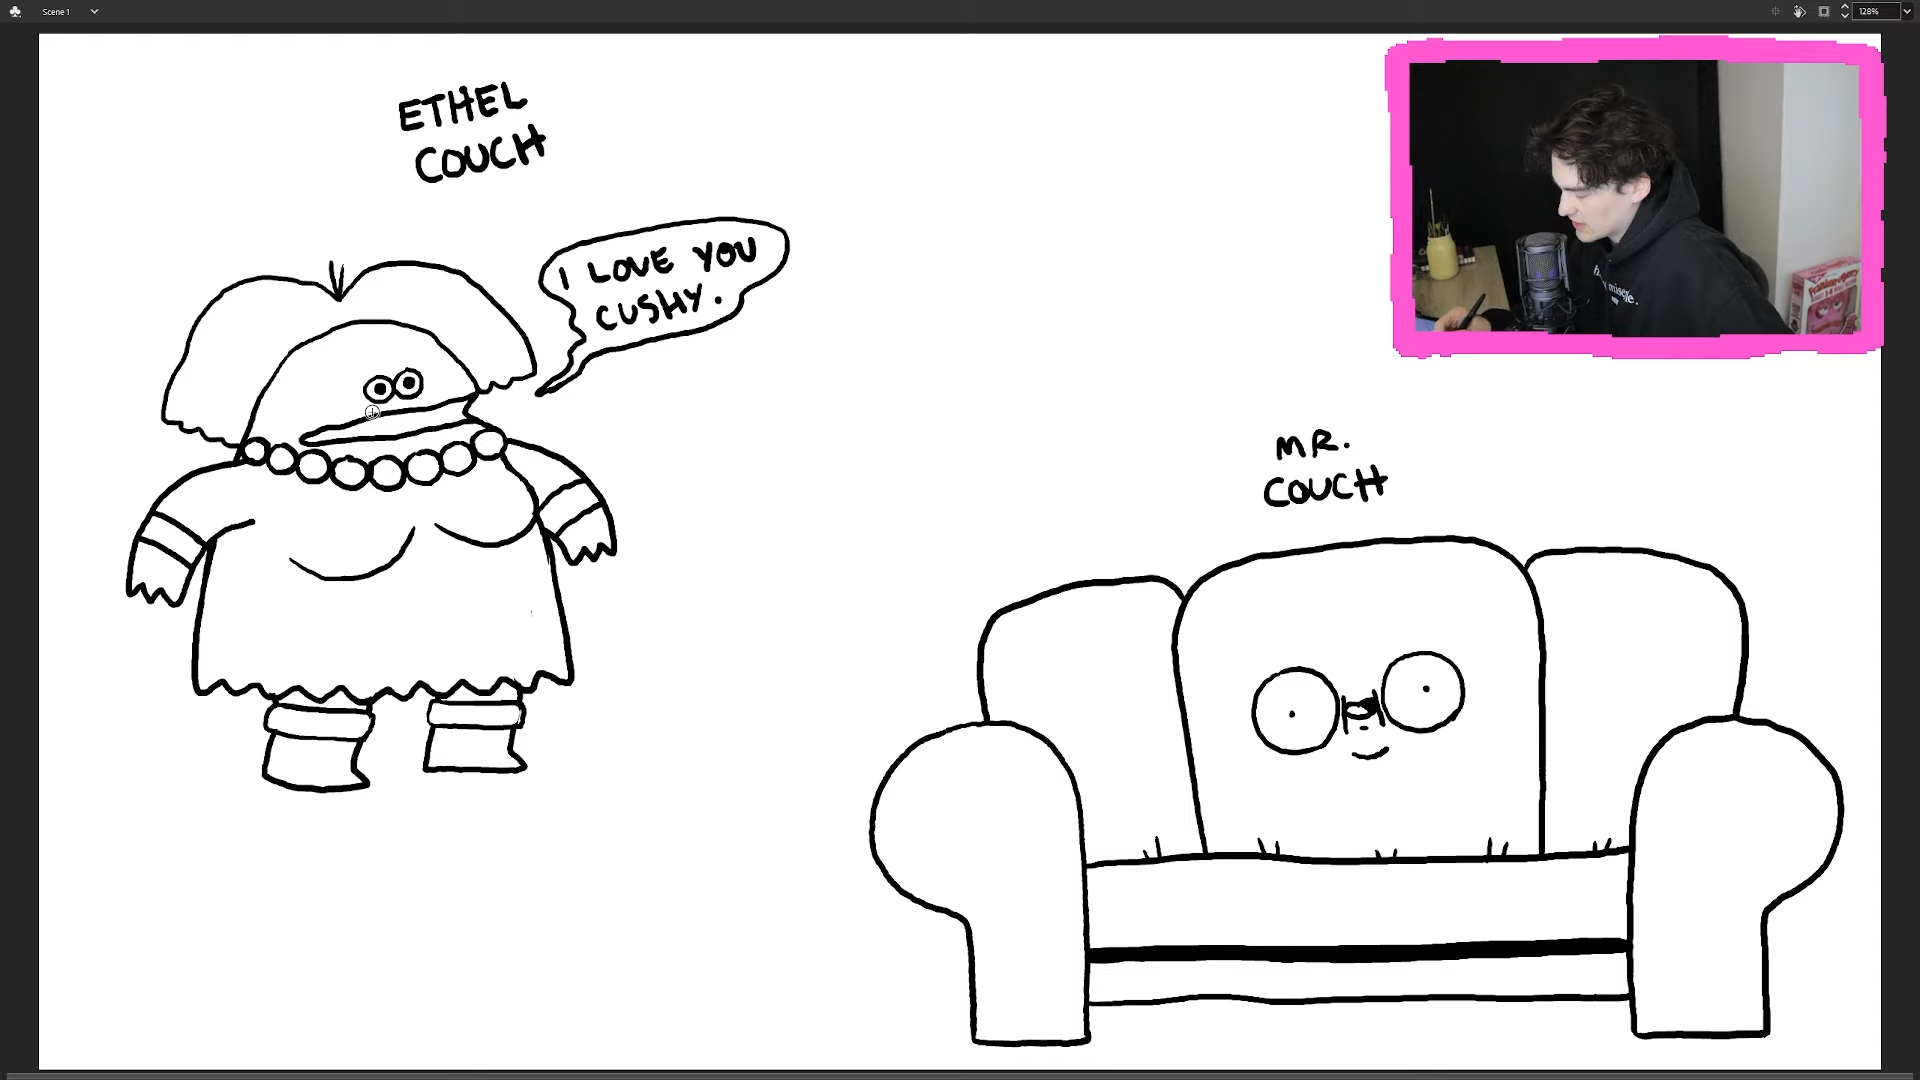 Scene 1
128%
ETHEL
COUCH
I LOVE YOU
CUSHY.
MR.
COUCH